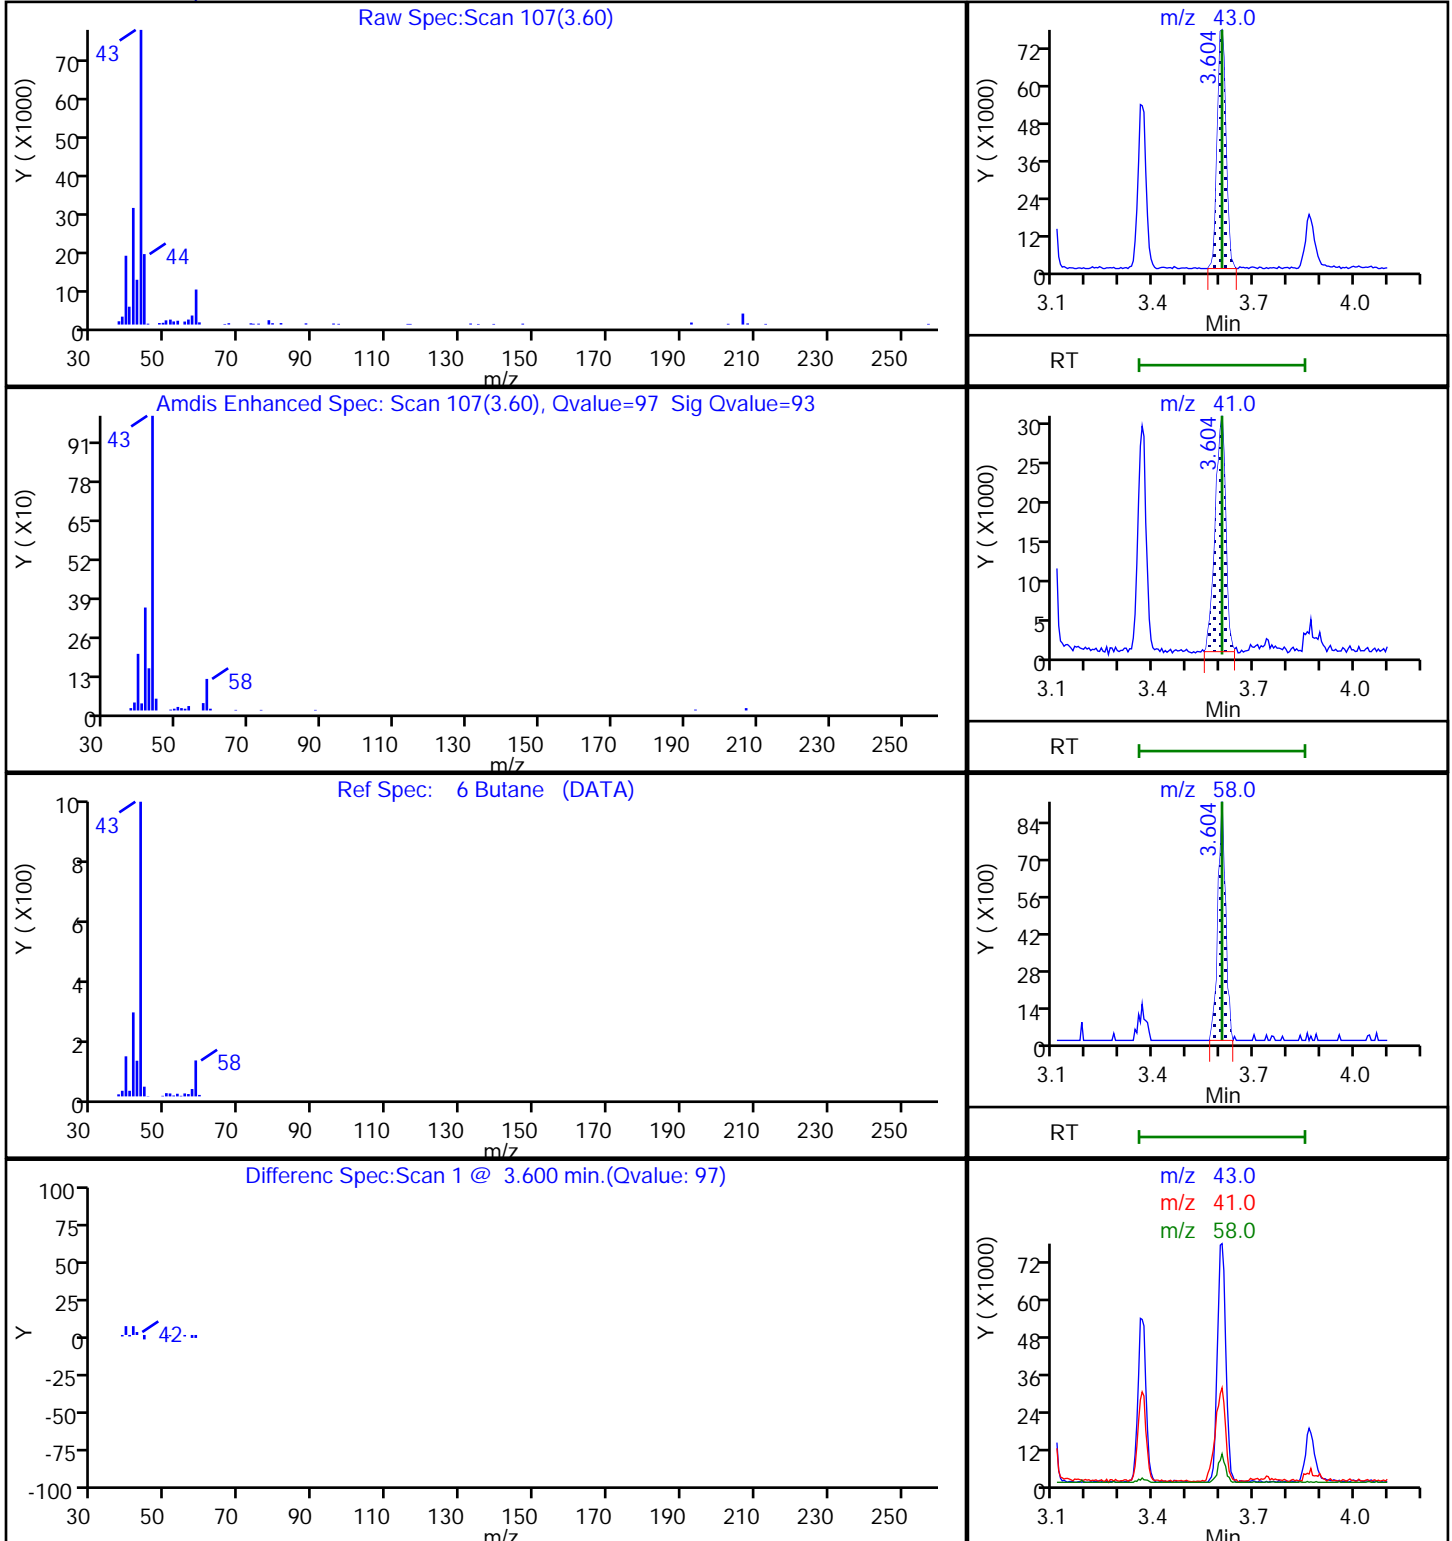 Raw Spec:Scan 107(3.60)
Y ( X1000)
70
60
50
40
30
20
10
0
43
44
30 50 70 90 110 130 150 170 190 210 230 250
m/z
m/z 43.0
Y ( X1000)
72
60
48
36
24
12
0
3.604
3.1 3.4 3.7 4.0
Min
RT
Amdis Enhanced Spec: Scan 107(3.60), Qvalue=97 Sig Qvalue=93
Y ( X10)
91
78
65
52
39
26
13
0
43
58
30 50 70 90 110 130 150 170 190 210 230 250
m/z
m/z 41.0
Y ( X1000)
30
25
20
15
10
5
0
3.604
3.1 3.4 3.7 4.0
Min
RT
Ref Spec: 6 Butane (DATA)
Y ( X100)
10
8
6
4
2
0
43
58
30 50 70 90 110 130 150 170 190 210 230 250
m/z
m/z 58.0
Y ( X100)
84
70
56
42
28
14
0
3.604
3.1 3.4 3.7 4.0
Min
RT
Differenc Spec:Scan 1 @ 3.600 min.(Qvalue: 97)
Y
100
75
50
25
0
-25
-50
-75
-100
42
30 50 70 90 110 130 150 170 190 210 230 250
m/z
m/z 43.0
m/z 41.0
m/z 58.0
Y ( X1000)
72
60
48
36
24
12
0
3.1 3.4 3.7 4.0
Min